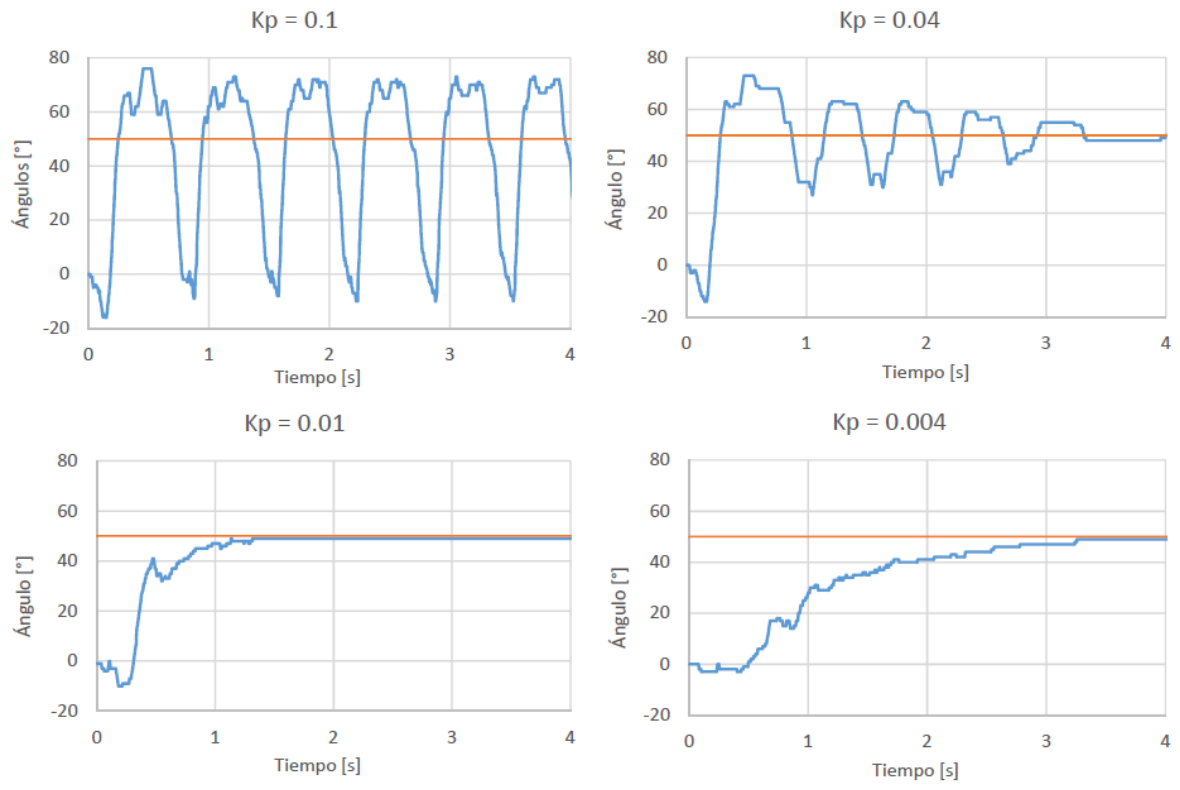 Kp = 0.1
80
60
40
20
0
-20
Ángulos [°]
0 1 2 3 4
Tiempo [s]
Kp = 0.04
80
60
40
20
0
-20
Ángulo [°]
0 1 2 3 4
Tiempo [s]
Kp = 0.01
80
60
40
20
0
-20
Ángulo [°]
0 1 2 3 4
Tiempo [s]
Kp = 0.004
80
60
40
20
0
-20
Ángulo [°]
0 1 2 3 4
Tiempo [s]